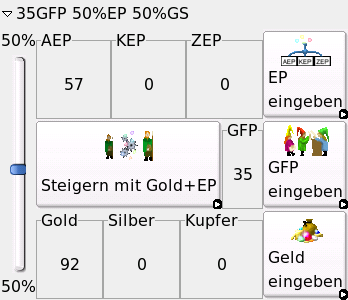 35GFP 50%EP 50%GS
50%
AEP KEP ZEP
57 0 0
AEP KEP ZEP
EP
eingeben
Steigern mit Gold+EP
GFP
35
GFP
eingeben
Gold Silber Kupfer
92 0 0
Geld
eingeben
50%